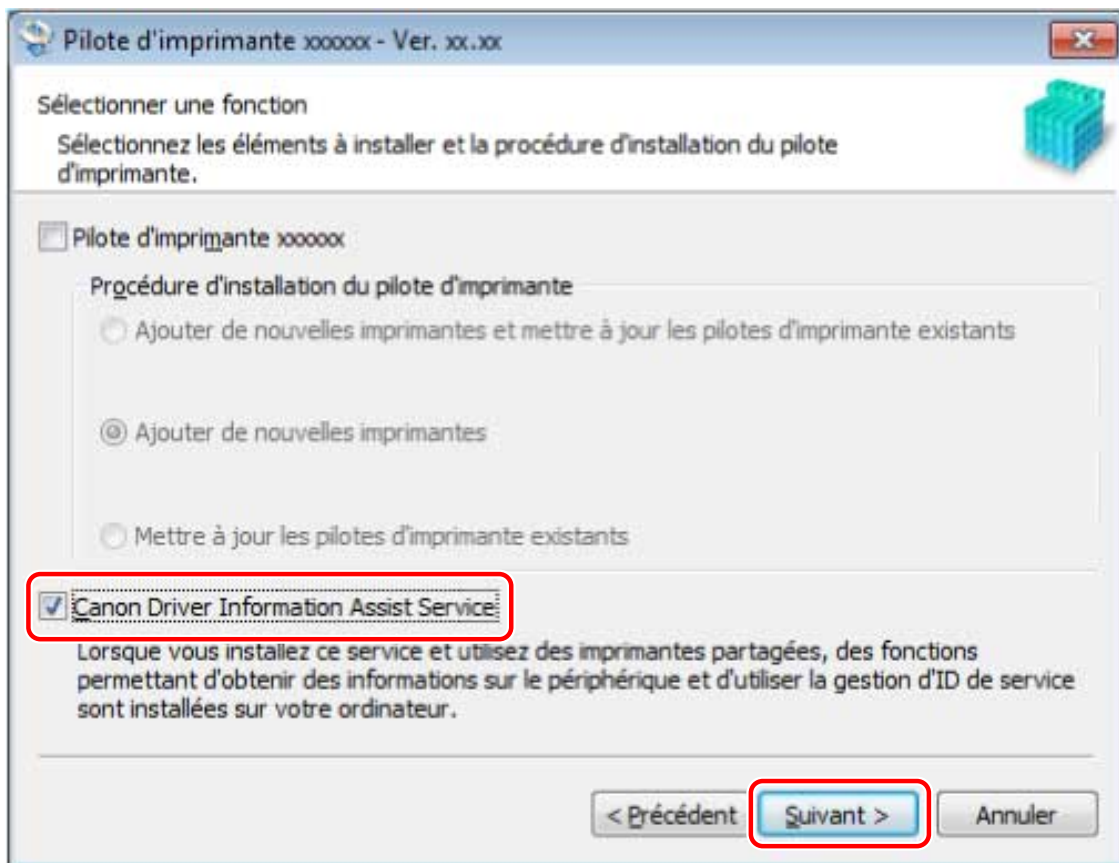 Pilote d'imprimante xxxxxx - Ver. xx.xx
Sélectionner une fonction
Sélectionnez les éléments à installer et la procédure d'installation du pilote
d'imprimante.
Pilote d'imprimante xxxxxx
Procédure d'installation du pilote d'imprimante
Ajouter de nouvelles imprimantes et mettre à jour les pilotes d'imprimante existants
Ajouter de nouvelles imprimantes
Mettre à jour les pilotes d'imprimante existants
Canon Driver Information Assist Service
Lorsque vous installez ce service et utilisez des imprimantes partagées, des fonctions
permettant d'obtenir des informations sur le périphérique et d'utiliser la gestion d'ID de service
sont installées sur votre ordinateur.
< Précédent Suivant > Annuler